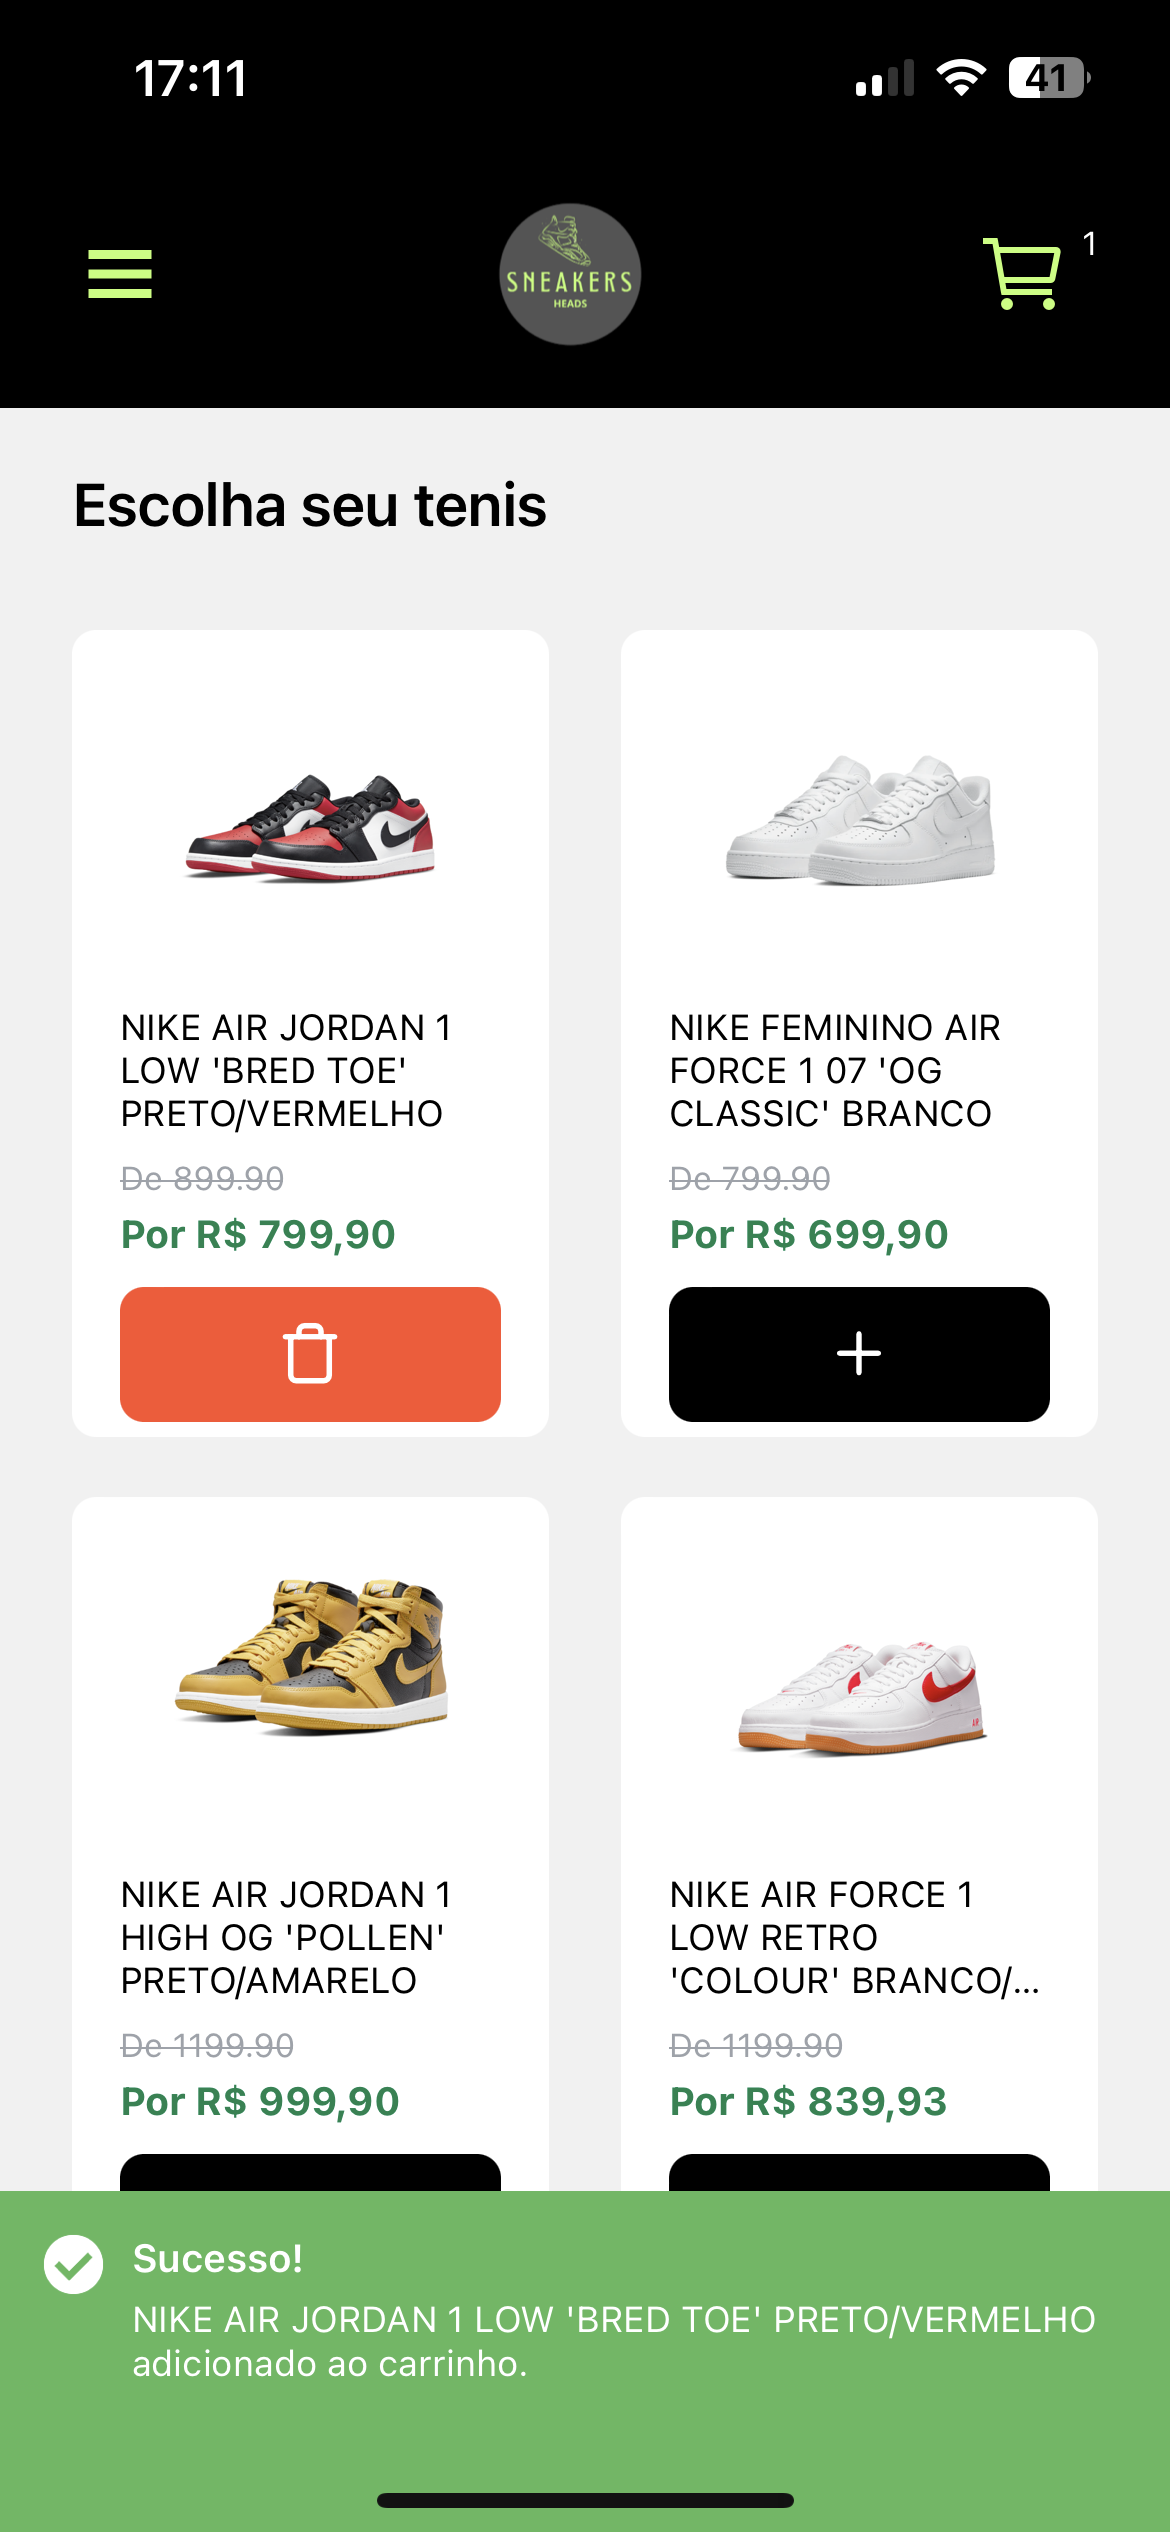 17:11
41
SNEAKERS
HEADS
1
Escolha seu tenis
NIKE AIR JORDAN 1
LOW 'BRED TOE'
PRETO/VERMELHO
De 899.90
Por R$ 799,90
NIKE FEMININO AIR
FORCE 1 07 'OG
CLASSIC' BRANCO
De 799.90
Por R$ 699,90
NIKE AIR JORDAN 1
HIGH OG 'POLLEN'
PRETO/AMARELO
De 1199.90
Por R$ 999,90
NIKE AIR FORCE 1
LOW RETRO
'COLOUR' BRANCO/...
De 1199.90
Por R$ 839,93
Sucesso!
NIKE AIR JORDAN 1 LOW 'BRED TOE' PRETO/VERMELHO
adicionado ao carrinho.